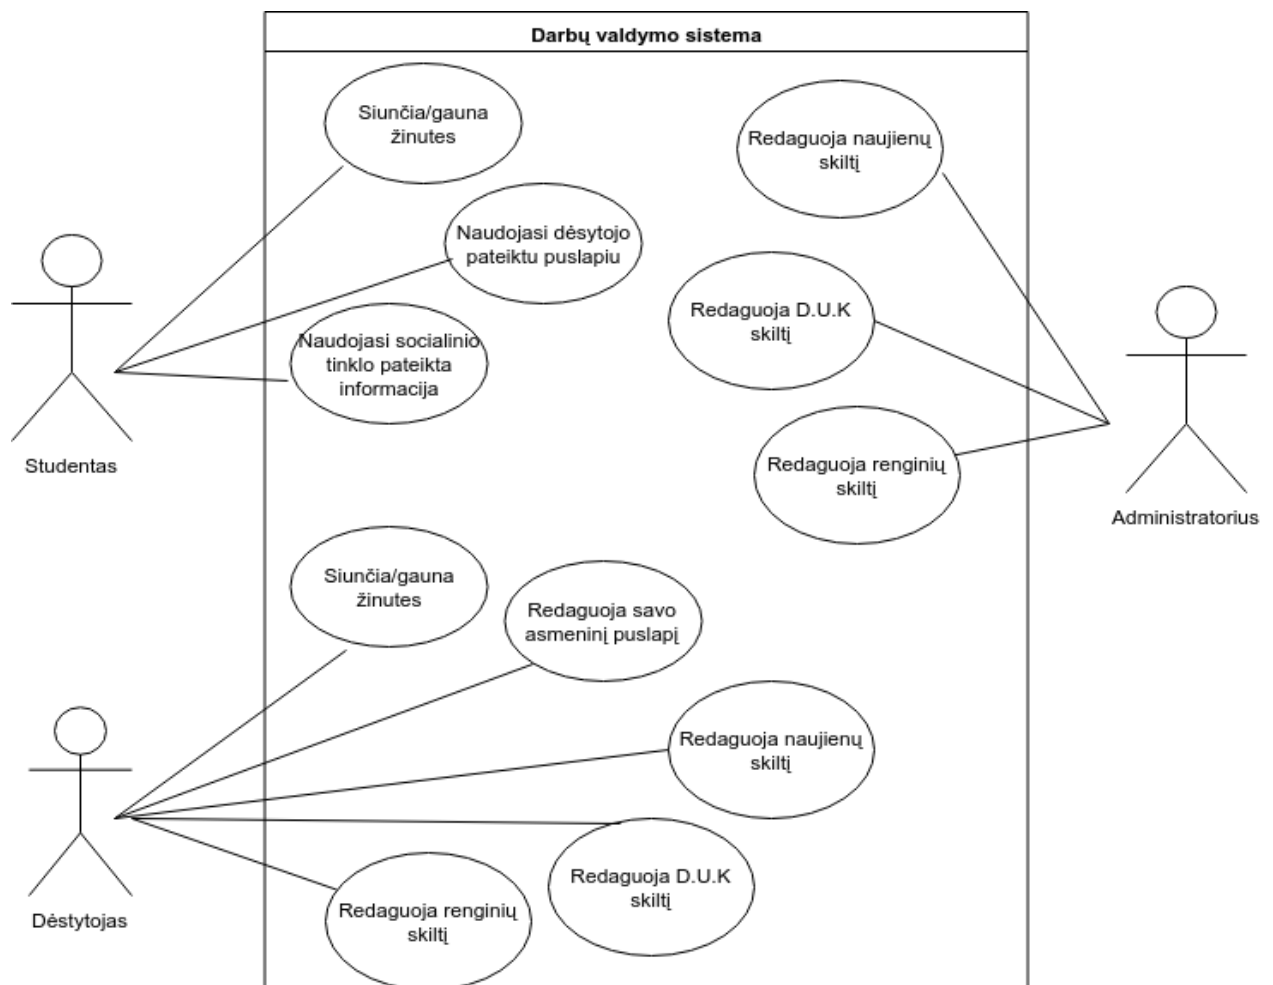 Darbų valdymo sistema
Siunčia/gauna
žinutes
Redaguoja naujienų
skiltį
Naudojasi dėsytojo
pateiktu puslapiu
Redaguoja D.U.K
skiltį
Naudojasi socialinio
tinklo pateikta
informacija
Studentas
Redaguoja renginių
skiltį
Administratorius
Siunčia/gauna
žinutes
Redaguoja savo
asmeninį puslapį
Redaguoja naujienų
skiltį
Redaguoja D.U.K
skiltį
Dėstytojas
Redaguoja renginių
skiltį